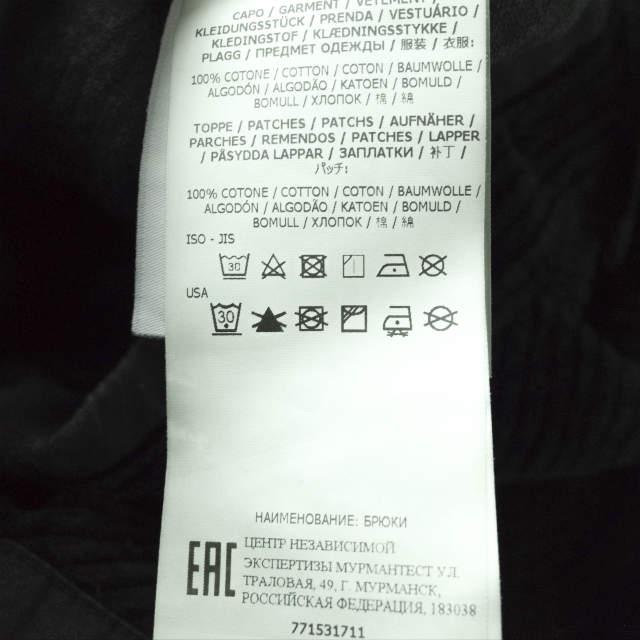 CAPO / GARMENT / VETEMENT /
KLEIDUNGSSTÜCK / PRENDA / VESTUÁRIO /
KLEDINGSTOF / KLÆDNINGSSTYKKE /
PLAGG / ПРЕДМЕТ ОДЕЖДЫ / 服装 / 衣服:
100% COTONE / COTTON / COTON / BAUMWOLLE /
ALGODÓN / ALGODÃO / KATOEN / BOMULD /
BOMULL / ХЛОПОК / 棉 / 綿
TOPPE / PATCHES / PATCHS / AUFNÄHER /
PARCHES / REMENDOS / PATCHES / LAPPER
/ PÅSYDDA LAPPAR / ЗАПЛАТКИ / 补丁 /
パッチ:
100% COTONE / COTTON / COTON / BAUMWOLLE /
ALGODÓN / ALGODÃO / KATOEN / BOMULD /
BOMULL / ХЛОПОК / 棉 / 綿
ISO - JIS
30
USA
30
НАИМЕНОВАНИЕ: БРЮКИ
EAC
ЦЕНТР НЕЗАВИСИМОЙ
ЭКСПЕРТИЗЫ МУРМАНТЕСТ УЛ.
ТРАЛОВАЯ, 49, Г. МУРМАНСК,
РОССИЙСКАЯ ФЕДЕРАЦИЯ, 183038
771531711